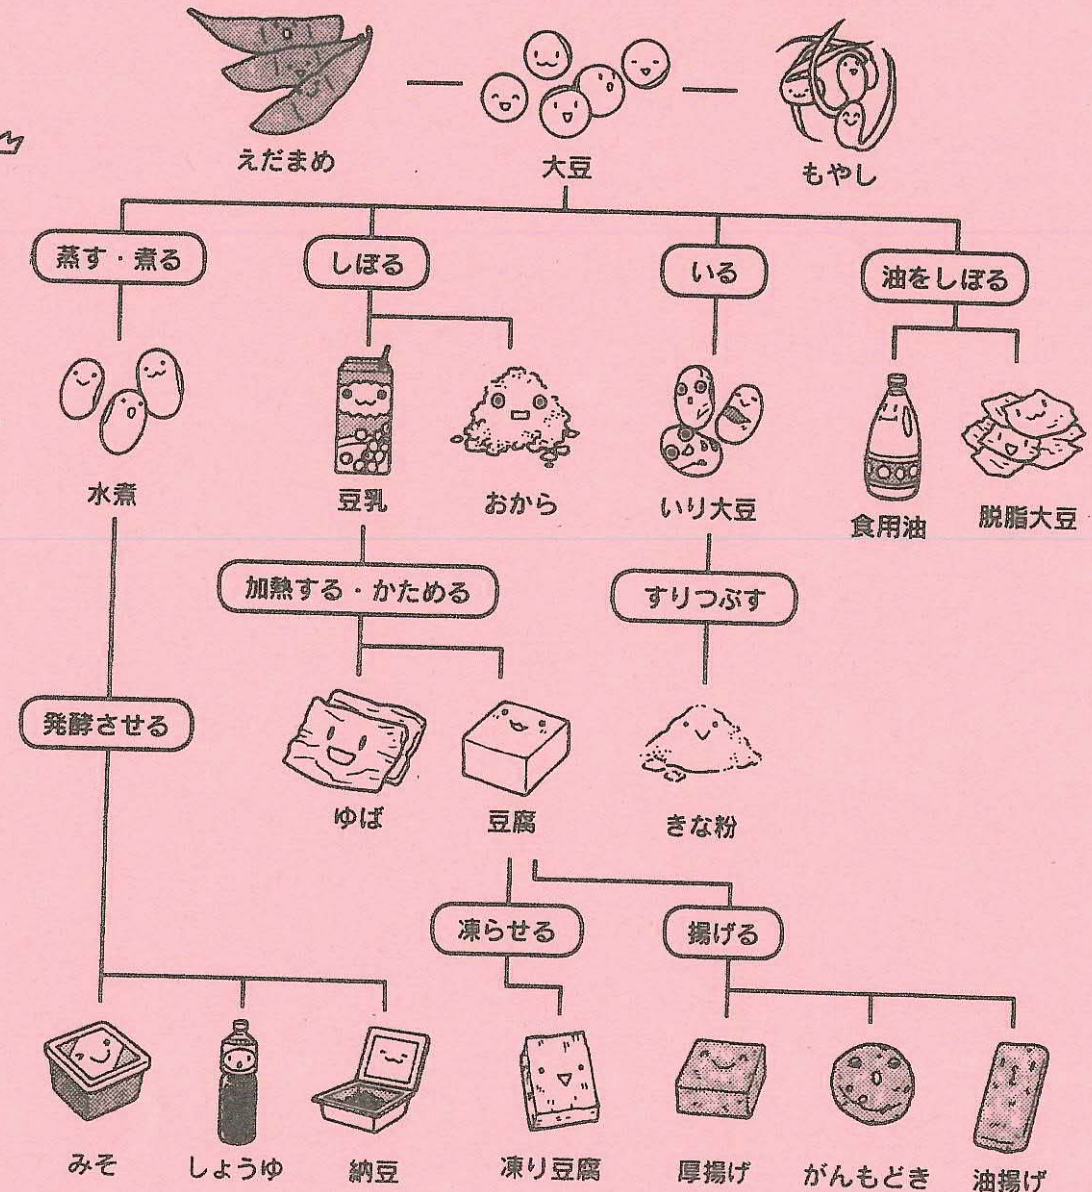 えだまめ
大豆
もやし
蒸す・煮る
しぼる
いる
油をしぼる
水煮
豆乳
おから
いり大豆
食用油
脱脂大豆
加熱する・かためる
すりつぶす
発酵させる
ゆば
豆腐
きな粉
凍らせる
揚げる
みそ
しょうゆ
納豆
凍り豆腐
厚揚げ
がんもどき
油揚げ